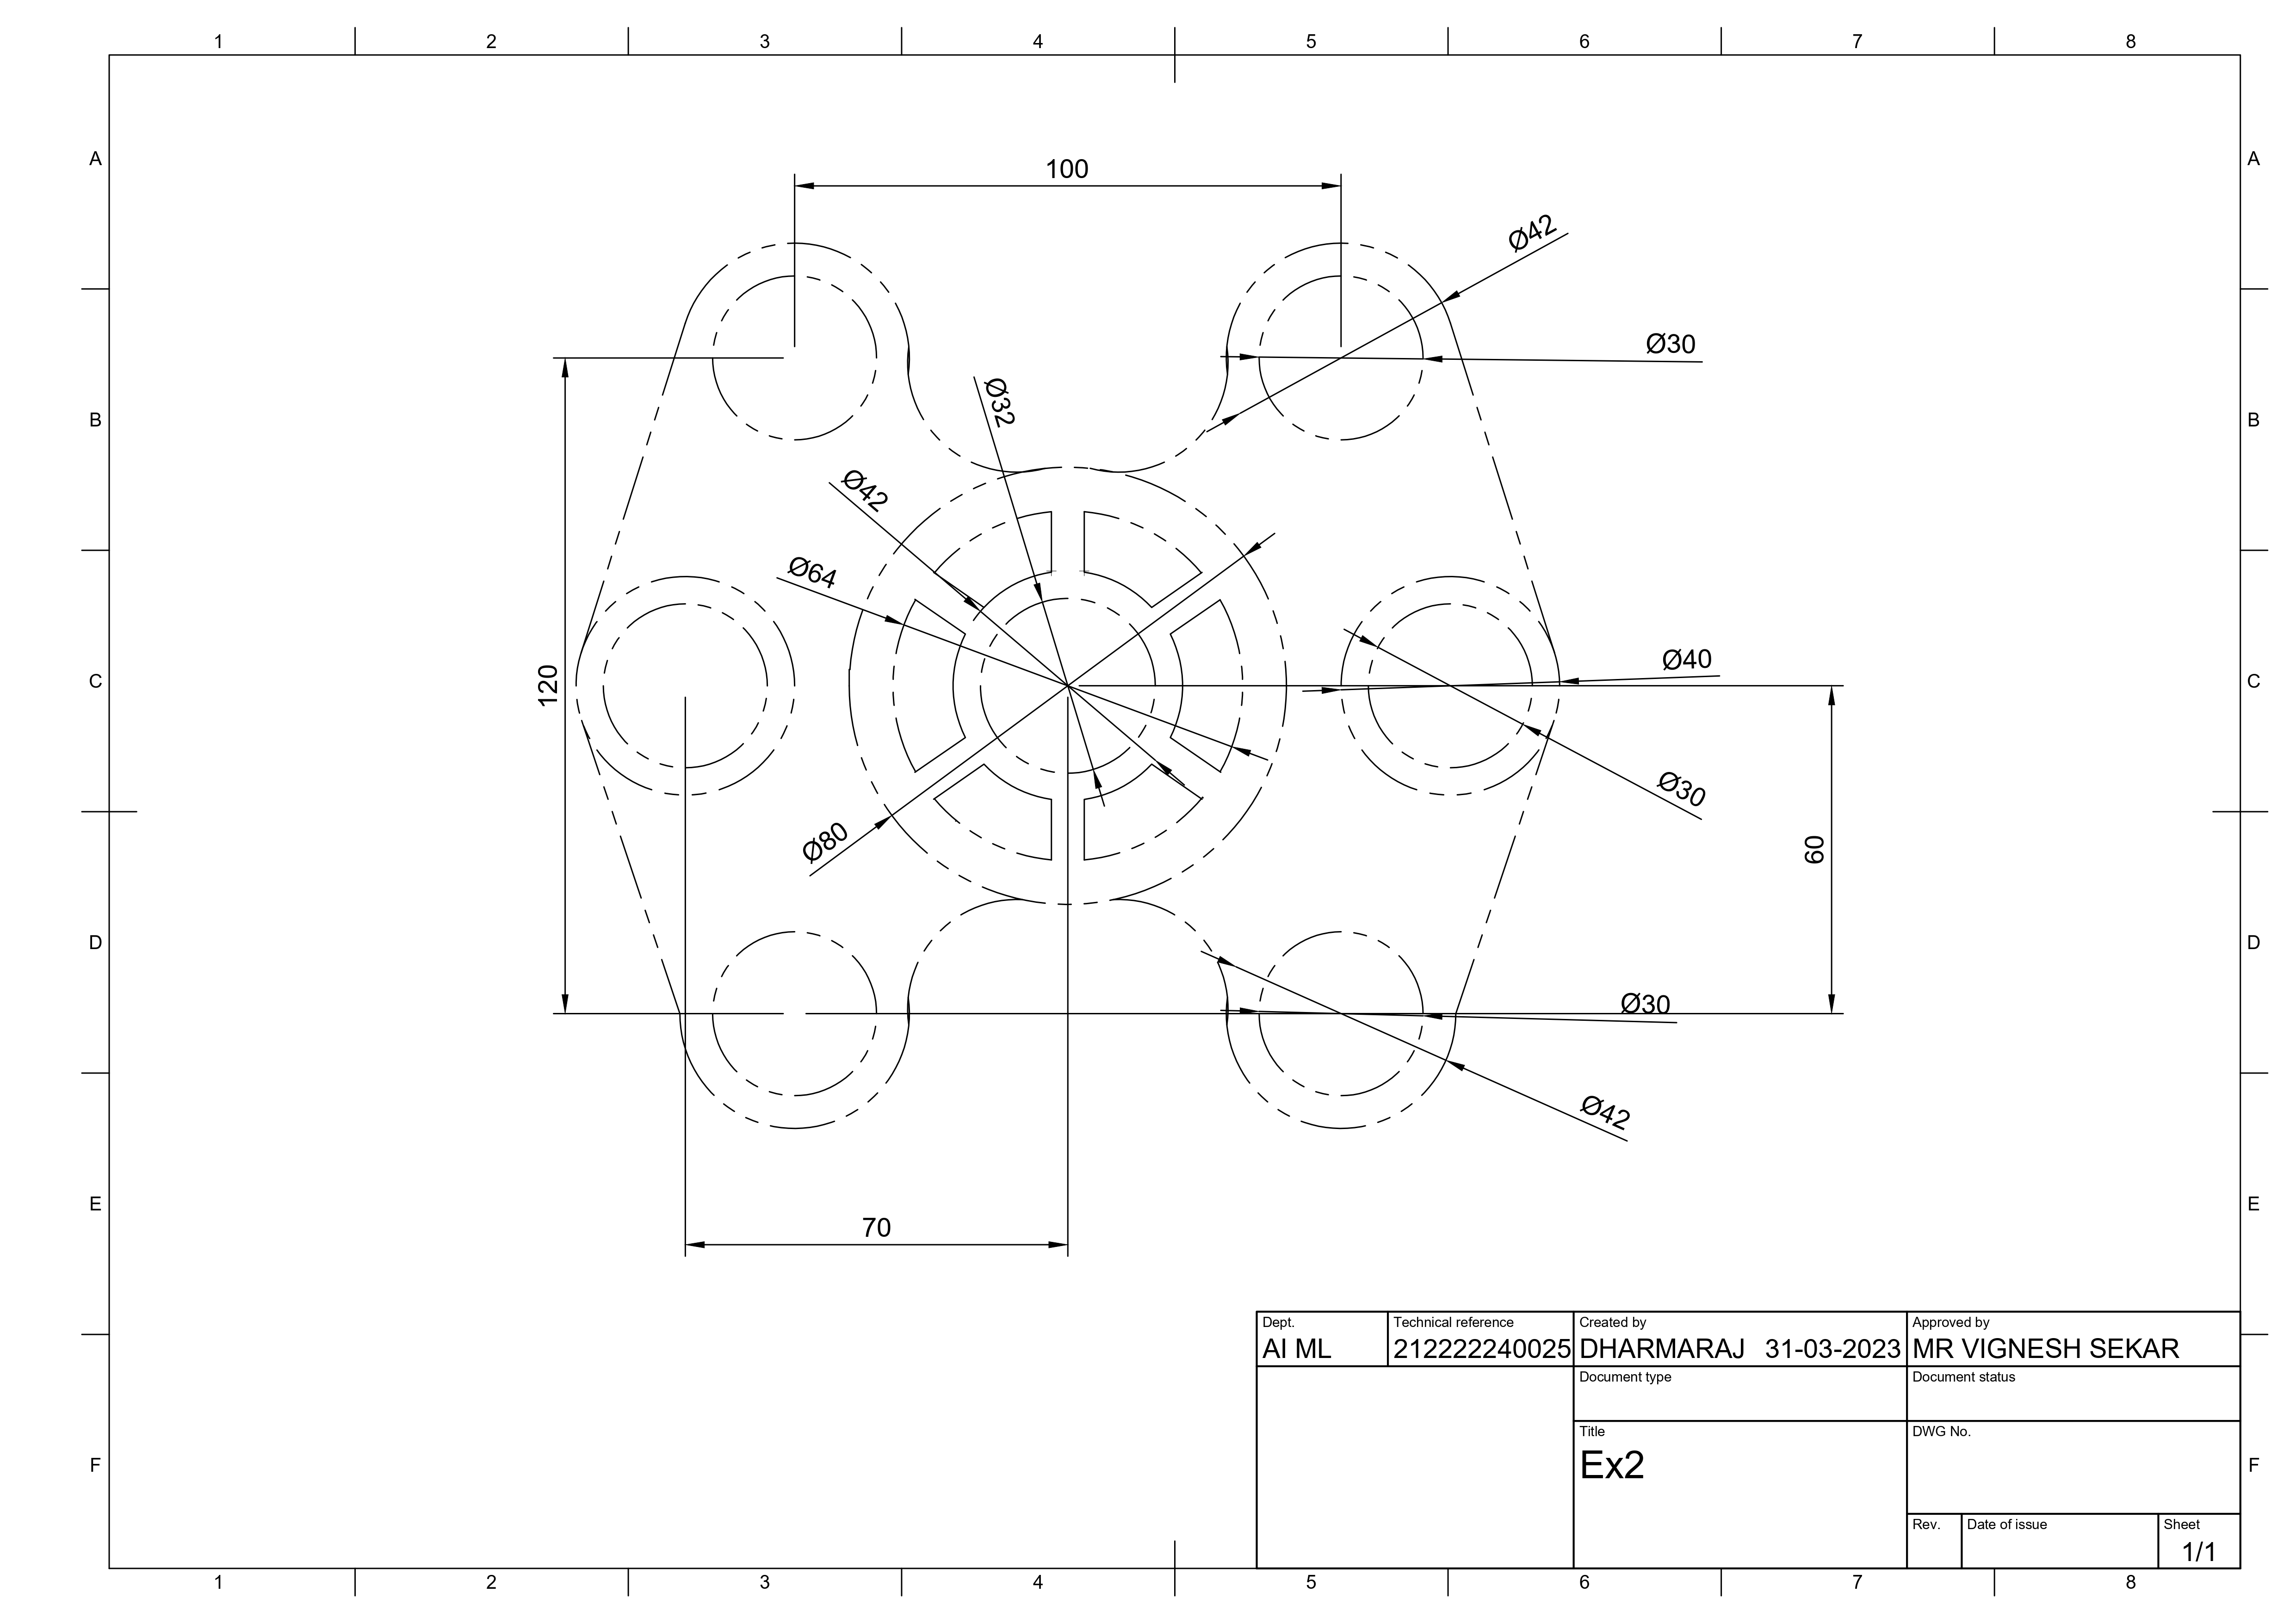 1 2 3 4 5 6 7 8
A A
100
Ø42
Ø30
Ø32
B B
Ø42
Ø64
Ø40
C C
120
Ø30
Ø80
60
D D
Ø30
Ø42
E E
70
Dept. Technical reference Created by Approved by
AI ML 212222240025 DHARMARAJ 31-03-2023 MR VIGNESH SEKAR
Document type Document status
Title DWG No.
Ex2
F F
Rev. Date of issue Sheet
1/1
1 2 3 4 5 6 7 8